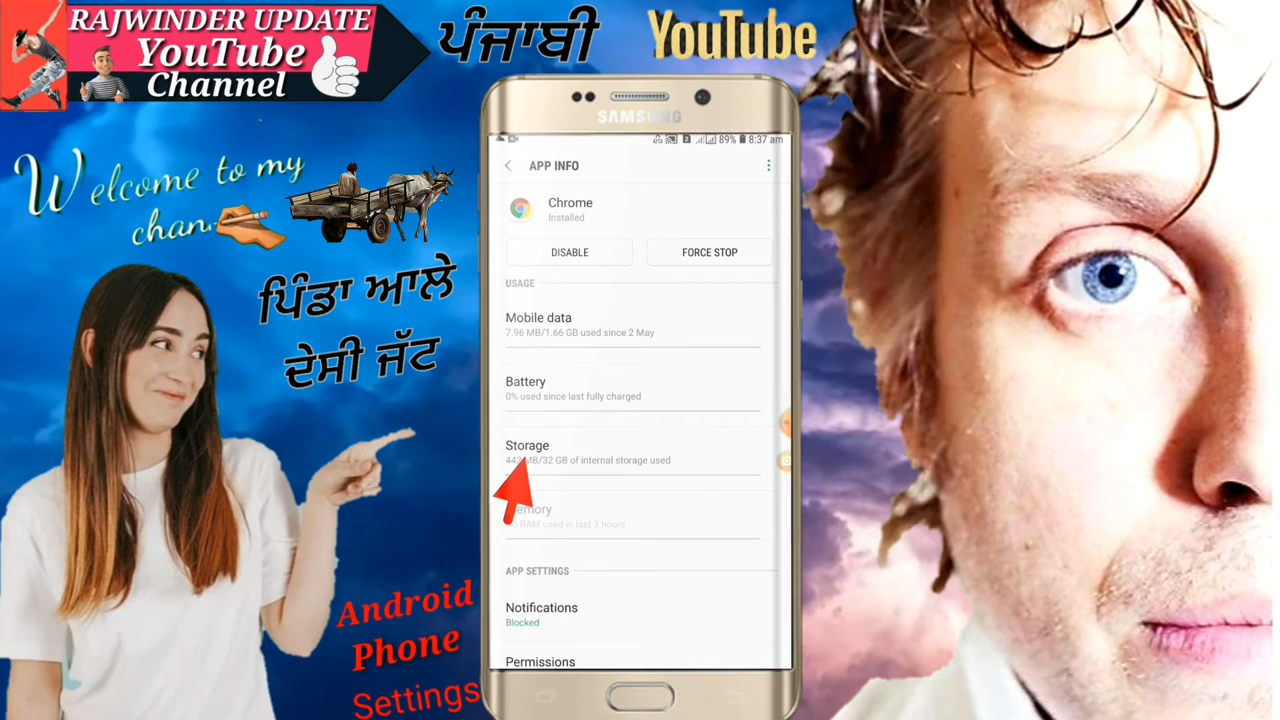 RAJWINDER UPDATE
YouTube
Channel
ਪੰਜਾਬੀ
YouTube
Welcome to my
chan
ਪਿੰਡਾ ਆਲੇ
ਦੇਸੀ ਜੱਟ
Android
Phone
Settings
SAMSUNG
89% 8:37 am
APP INFO
Chrome
Installed
DISABLE
FORCE STOP
USAGE
Mobile data
7.96 MB/1.66 GB used since 2 May
Battery
0% used since last fully charged
Storage
442 MB/32 GB of internal storage used
Memory
RAM used in last 3 hours
APP SETTINGS
Notifications
Blocked
Permissions